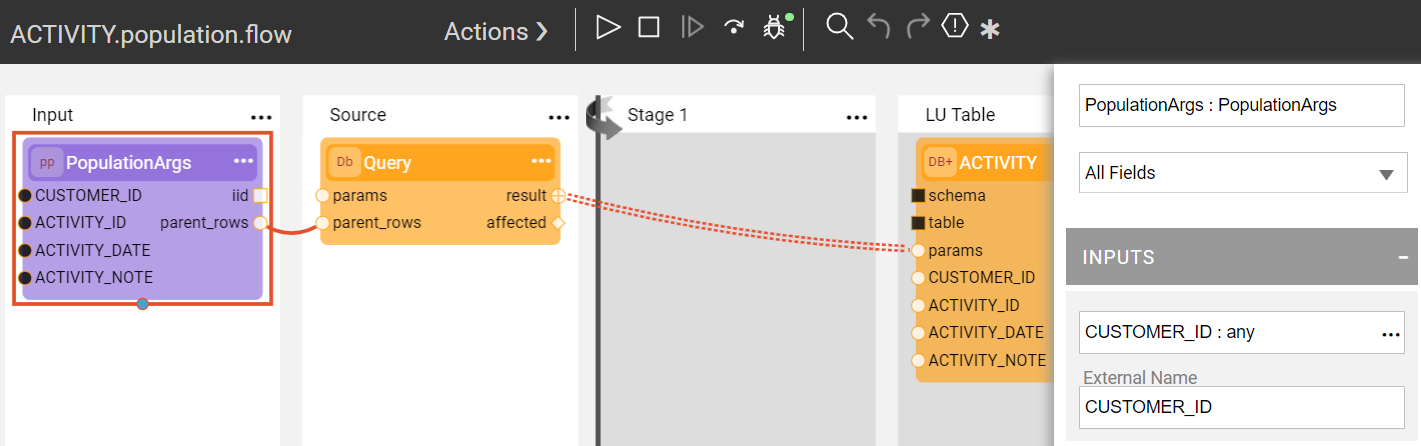 ACTIVITY.population.flow
Actions ❯
Input ...
Source ...
Stage 1 ...
LU Table
pp PopulationArgs ...
CUSTOMER_ID iid
ACTIVITY_ID parent_rows
ACTIVITY_DATE
ACTIVITY_NOTE
Db Query ...
params result
parent_rows affected
DB+ ACTIVITY
schema
table
params
CUSTOMER_ID
ACTIVITY_ID
ACTIVITY_DATE
ACTIVITY_NOTE
PopulationArgs : PopulationArgs
All Fields
INPUTS -
CUSTOMER_ID : any ...
External Name
CUSTOMER_ID